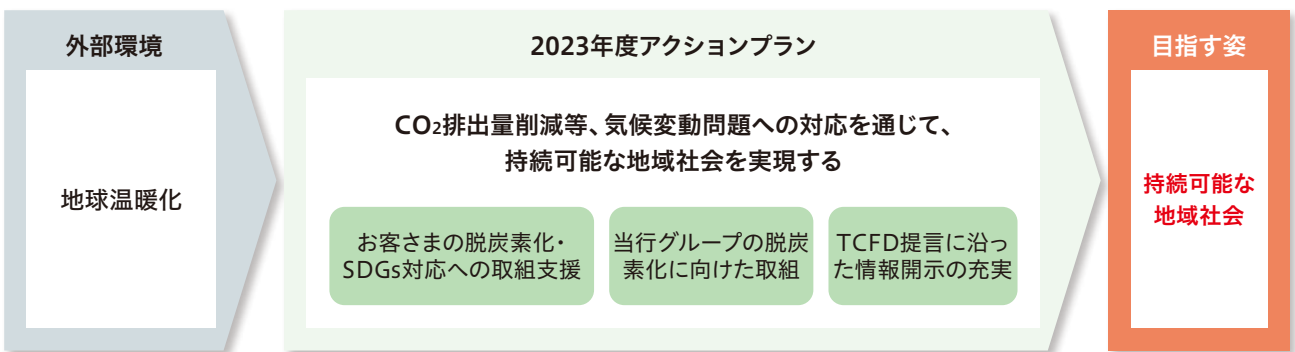 外部環境
地球温暖化
2023年度アクションプラン
CO₂排出量削減等、気候変動問題への対応を通じて、
持続可能な地域社会を実現する
お客さまの脱炭素化・
SDGs対応への取組支援
当行グループの脱炭
素化に向けた取組
TCFD提言に沿っ
た情報開示の充実
目指す姿
持続可能な
地域社会